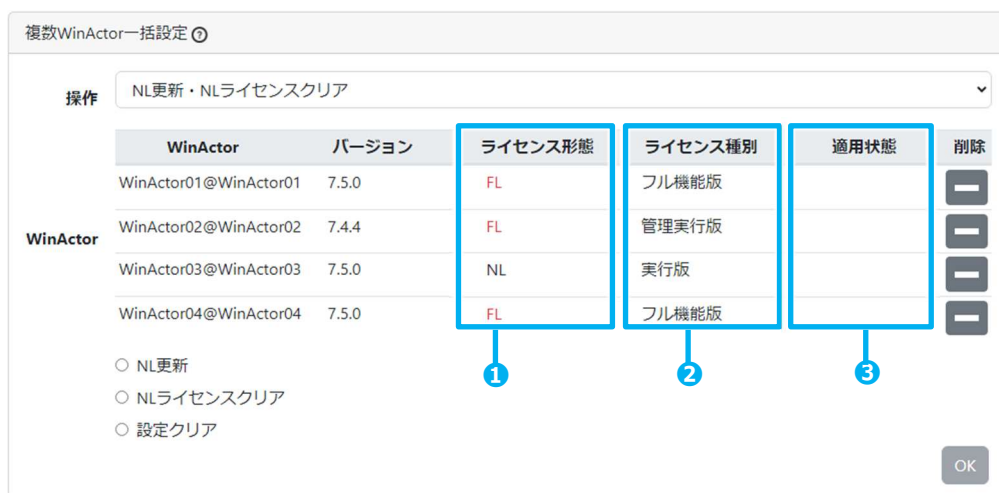 複数WinActor一括設定 ?
操作 NL更新・NLライセンスクリア
WinActor バージョン ライセンス形態 ライセンス種別 適用状態 削除
WinActor01@WinActor01 7.5.0 FL フル機能版
WinActor02@WinActor02 7.4.4 FL 管理実行版
WinActor
WinActor03@WinActor03 7.5.0 NL 実行版
WinActor04@WinActor04 7.5.0 FL フル機能版
NL更新
1 2 3
NLライセンスクリア
設定クリア
OK